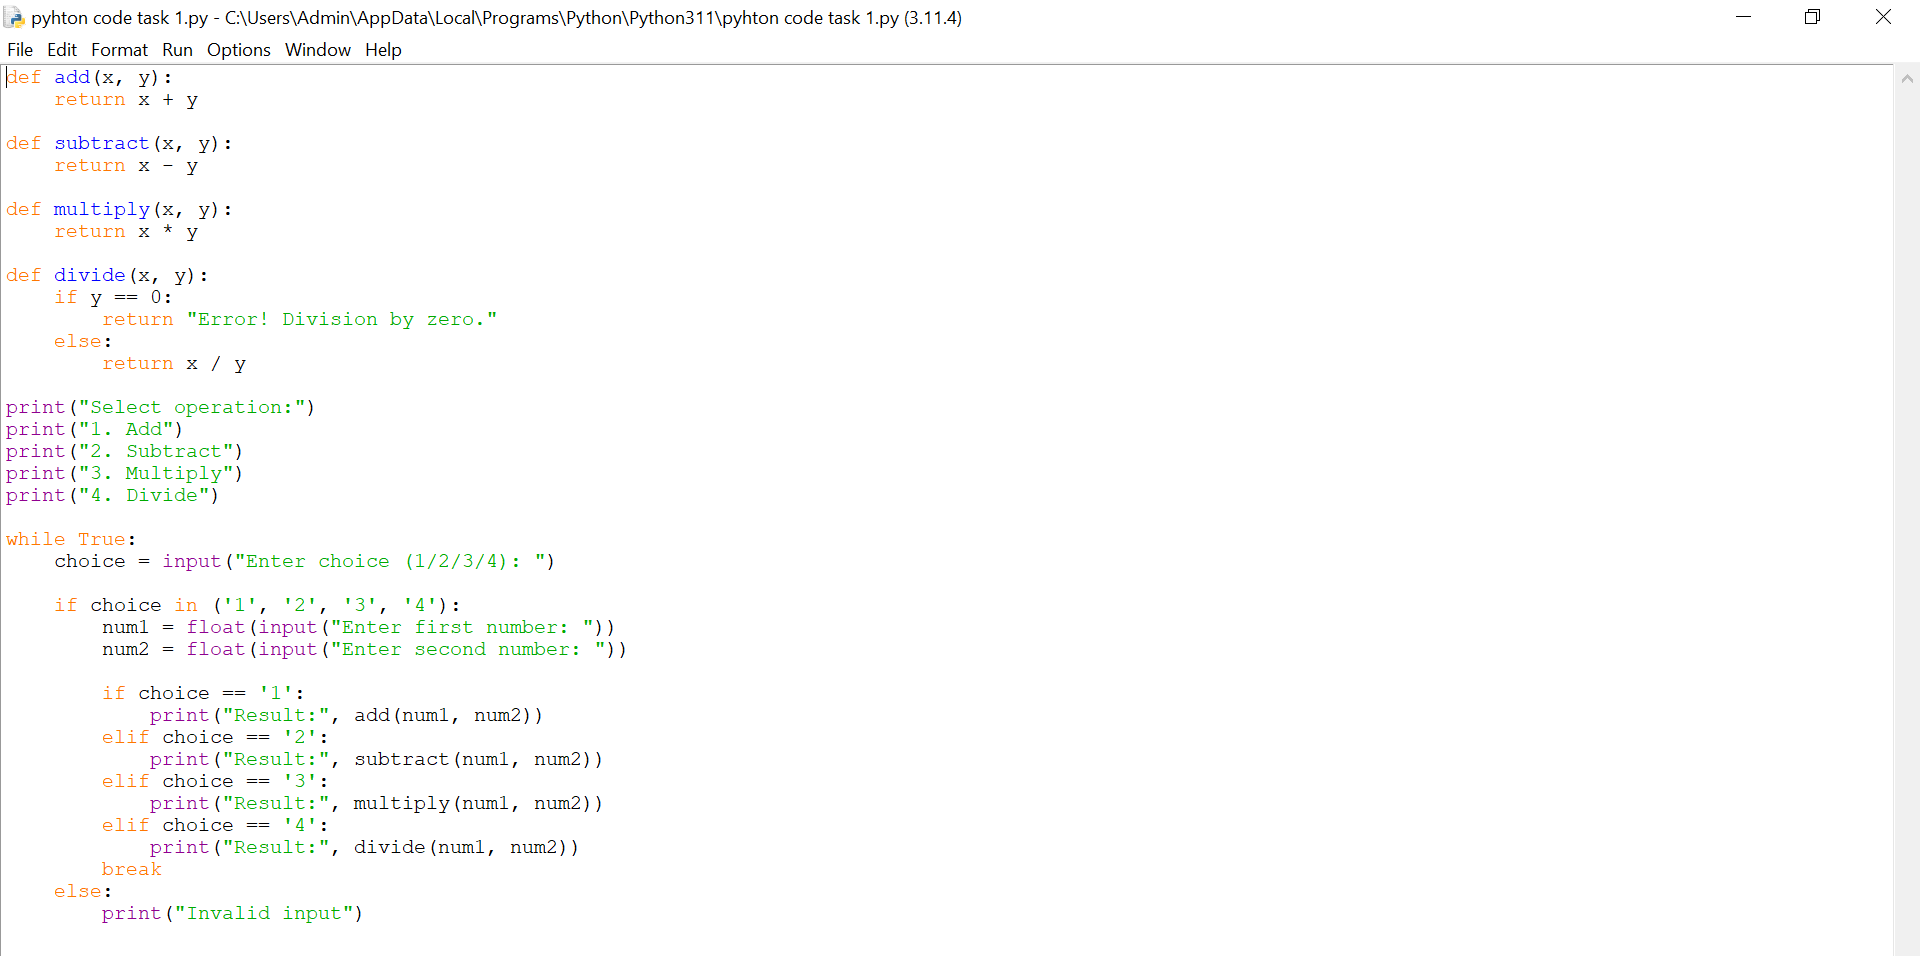 pyhton code task 1.py - C:\Users\Admin\AppData\Local\Programs\Python\Python311\pyhton code task 1.py (3.11.4)
File Edit Format Run Options Window Help
def add(x, y):
    return x + y

def subtract(x, y):
    return x - y

def multiply(x, y):
    return x * y

def divide(x, y):
    if y == 0:
        return "Error! Division by zero."
    else:
        return x / y

print("Select operation:")
print("1. Add")
print("2. Subtract")
print("3. Multiply")
print("4. Divide")

while True:
    choice = input("Enter choice (1/2/3/4): ")

    if choice in ('1', '2', '3', '4'):
        num1 = float(input("Enter first number: "))
        num2 = float(input("Enter second number: "))

        if choice == '1':
            print("Result:", add(num1, num2))
        elif choice == '2':
            print("Result:", subtract(num1, num2))
        elif choice == '3':
            print("Result:", multiply(num1, num2))
        elif choice == '4':
            print("Result:", divide(num1, num2))
        break
    else:
        print("Invalid input")